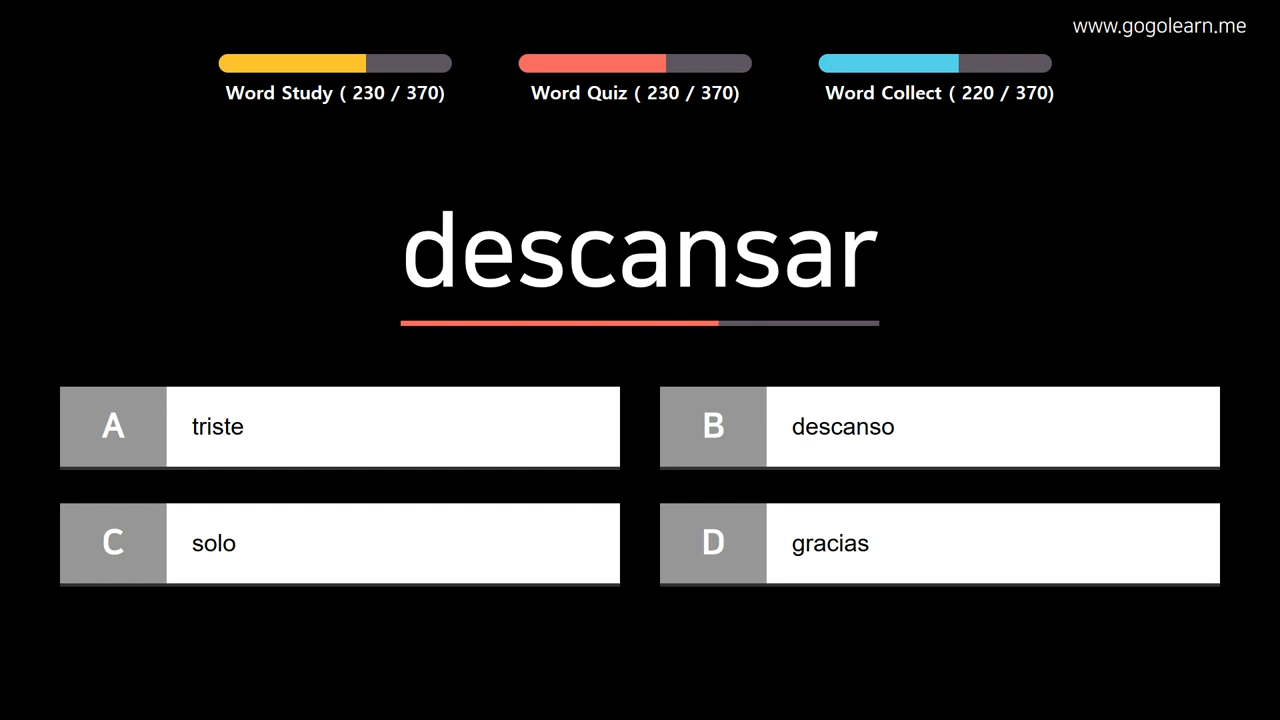 www.gogolearn.me
Word Study ( 230 / 370)
Word Quiz ( 230 / 370)
Word Collect ( 220 / 370)
descansar
A triste
B descanso
C solo
D gracias